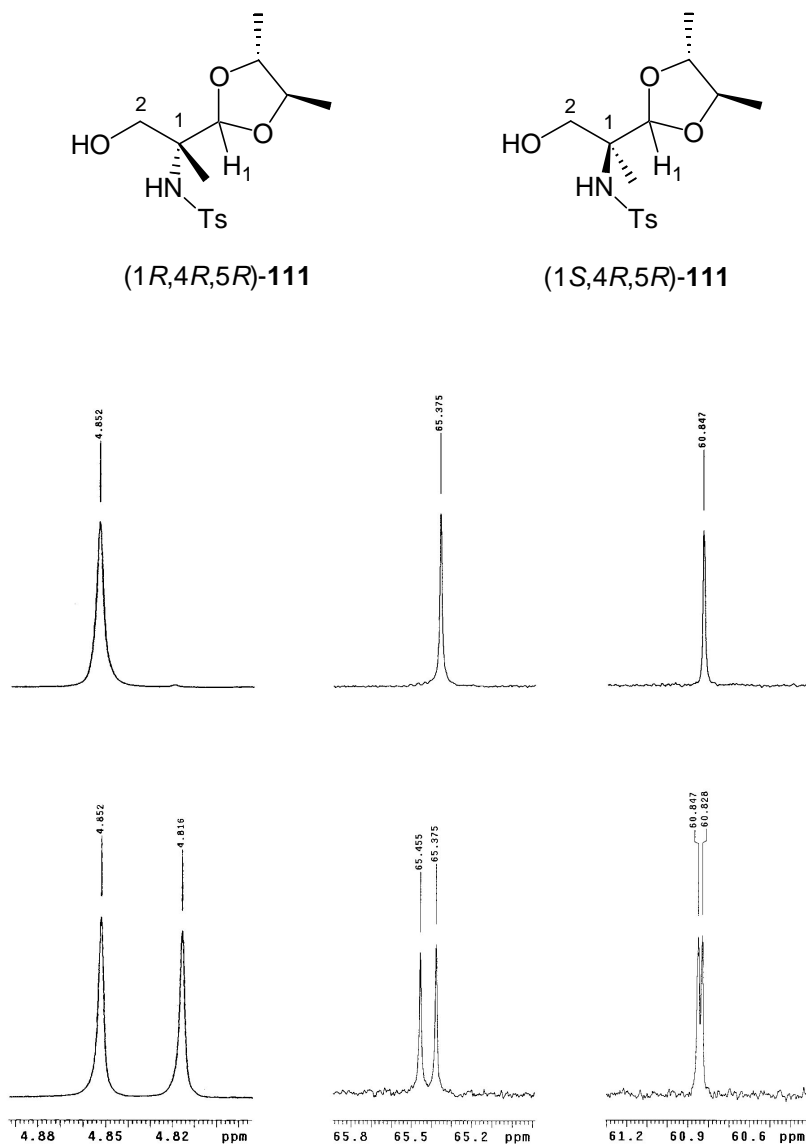 O
O
2
1
HO
H1
HN
Ts
(1R,4R,5R)-111
O
O
2
1
HO
H1
HN
Ts
(1S,4R,5R)-111
4.852
65.375
60.847
4.852
4.816
65.455
65.375
60.847
60.828
4.88 4.85 4.82 ppm
65.8 65.5 65.2 ppm
61.2 60.9 60.6 ppm